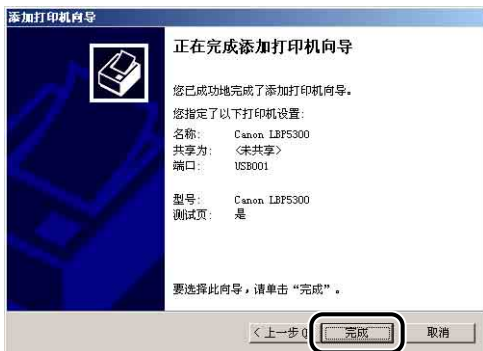 添加打印机向导
正在完成添加打印机向导
您已成功地完成了添加打印机向导。
您指定了以下打印机设置:
名称: Canon LBP5300
共享为: <未共享>
端口: USB001
型号: Canon LBP5300
测试页: 是
要选择此向导，请单击“完成”。
<上一步 完成 取消